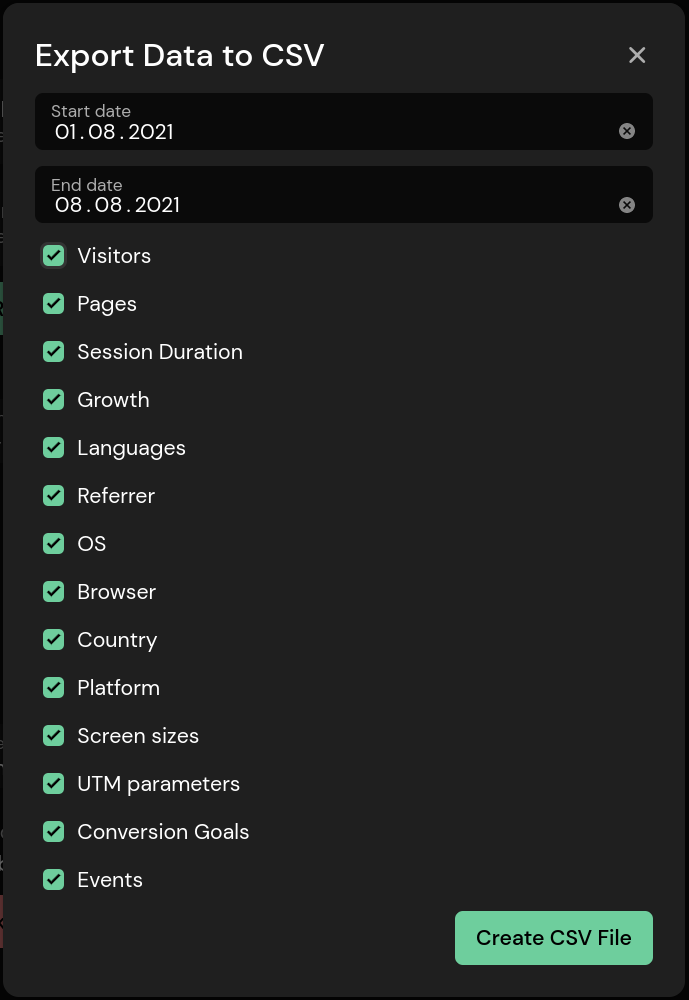 Export Data to CSV
Start date
01.08.2021
End date
08.08.2021
Visitors
Pages
Session Duration
Growth
Languages
Referrer
OS
Browser
Country
Platform
Screen sizes
UTM parameters
Conversion Goals
Events
Create CSV File